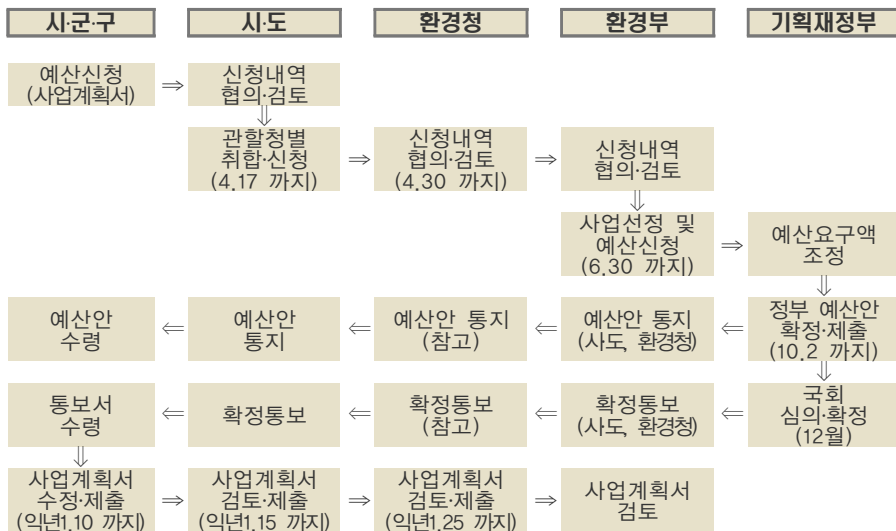 시·군·구
시·도
환경청
환경부
기획재정부
예산신청
(사업계획서)
⇒
신청내역
협의·검토
⇓
관할청별
취합·신청
(4.17 까지)
⇒
신청내역
협의·검토
(4.30 까지)
⇒
신청내역
협의·검토
⇓
사업선정 및
예산신청
(6.30 까지)
⇒
예산요구액
조정
⇓
예산안
수령
⇐
예산안
통지
⇐
예산안 통지
(참고)
⇐
예산안 통지
(시도, 환경청)
⇐
정부 예산안
확정·제출
(10.2 까지)
⇓
통보서
수령
⇐
확정통보
⇐
확정통보
(참고)
⇐
확정통보
(시도, 환경청)
⇐
국회
심의·확정
(12월)
⇓
사업계획서
수정·제출
(익년1.10 까지)
⇒
사업계획서
검토·제출
(익년1.15 까지)
⇒
사업계획서
검토·제출
(익년1.25 까지)
⇒
사업계획서
검토